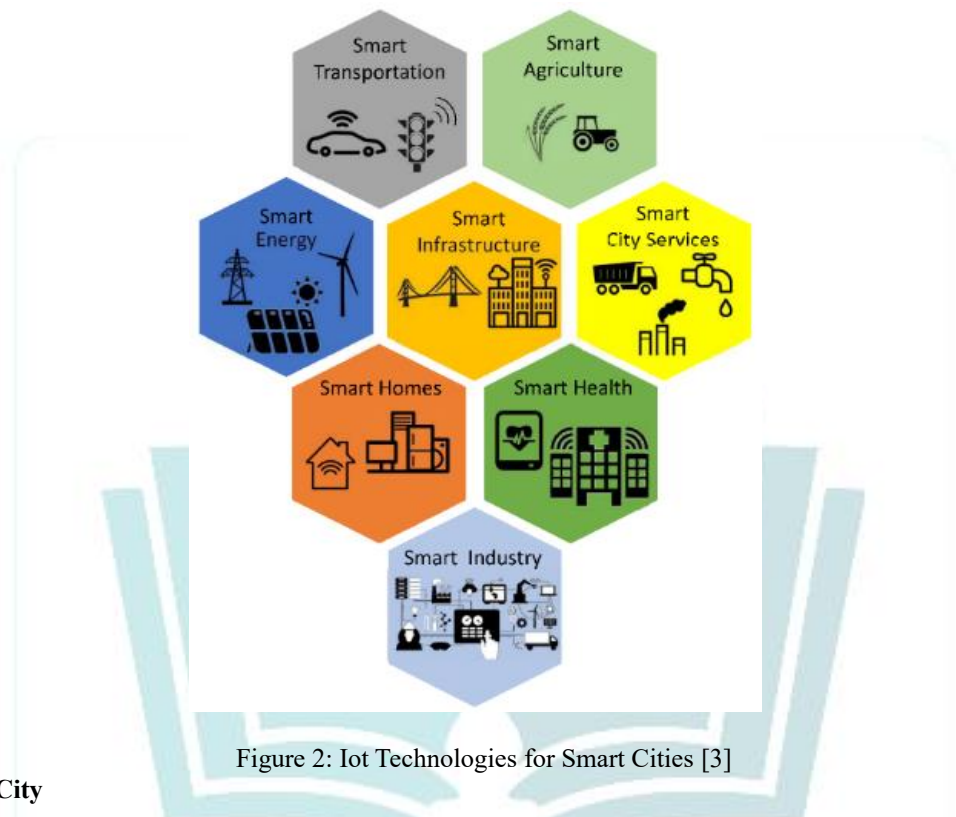 Smart
Transportation
Smart
Agriculture
Smart
Energy
Smart
Infrastructure
Smart
City Services
Smart Homes
Smart Health
Smart Industry
Figure 2: Iot Technologies for Smart Cities [3]
City